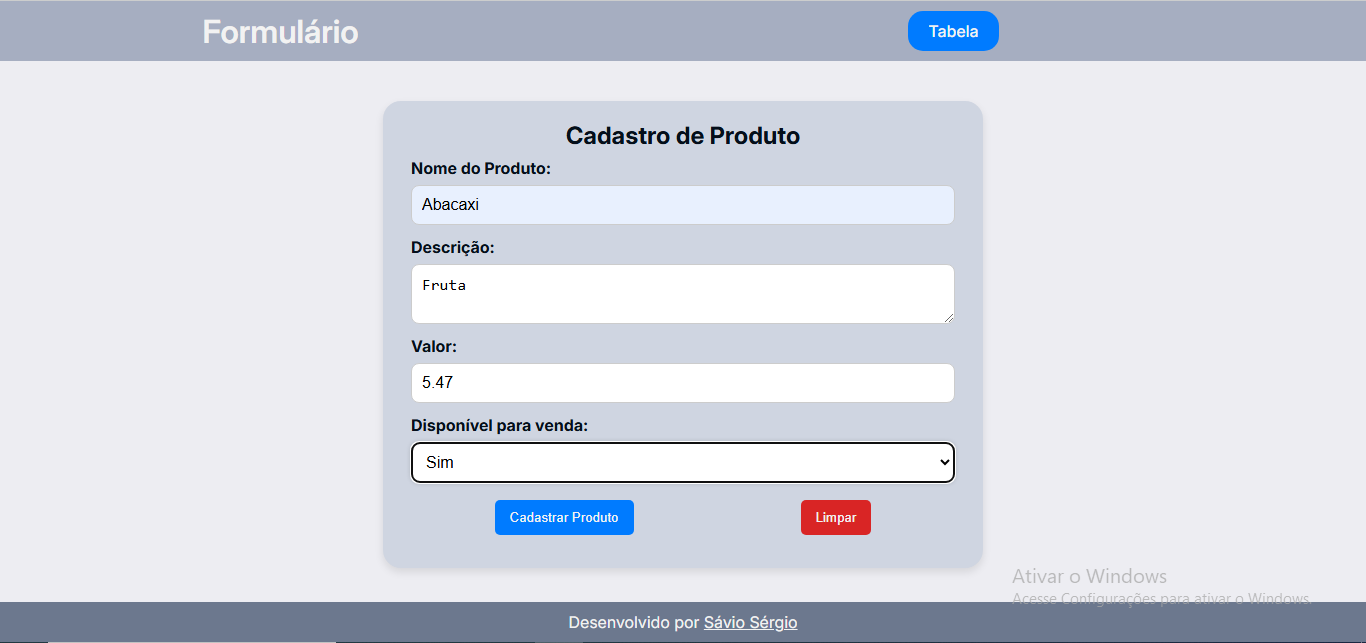 Formulário
Tabela
Cadastro de Produto
Nome do Produto:
Abacaxi
Descrição:
Fruta
Valor:
5.47
Disponível para venda:
Sim
Cadastrar Produto
Limpar
Ativar o Windows
Acesse Configurações para ativar o Windows.
Desenvolvido por Sávio Sérgio